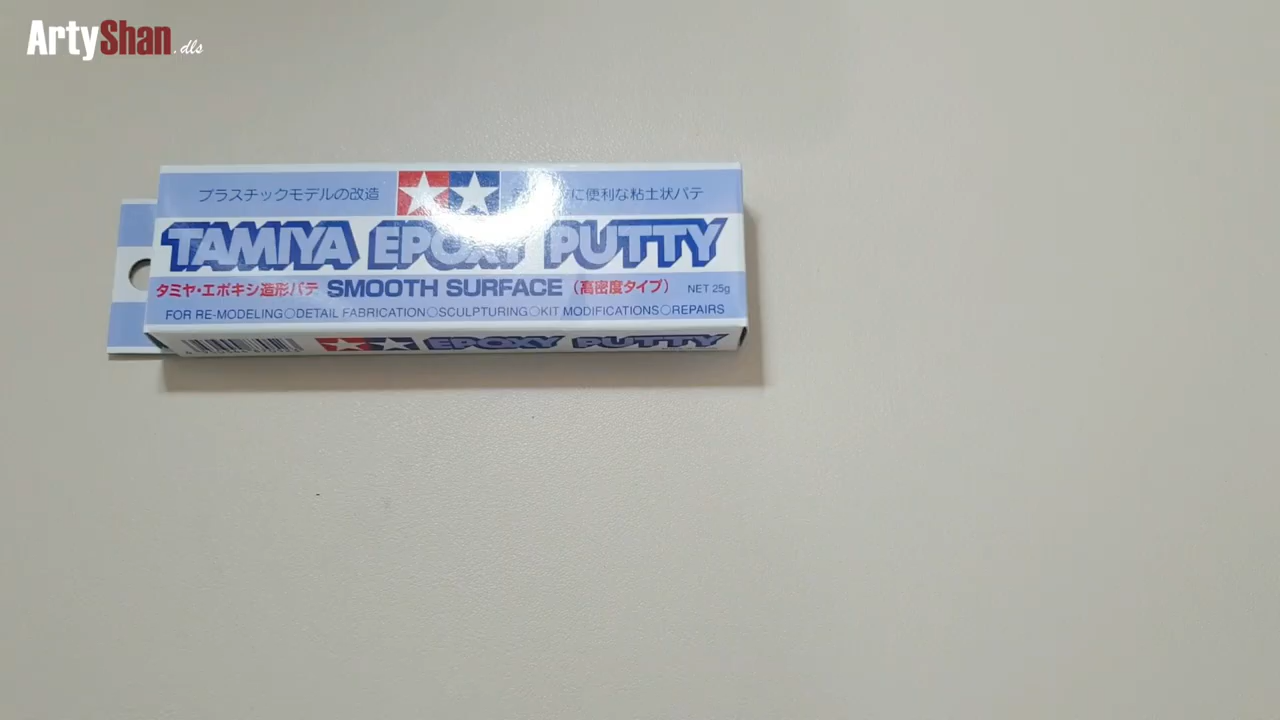 ArtyShan.dls
プラスチックモデルの改造 に便利な粘土状パテ
TAMIYA EPOXY PUTTY
タミヤ・エポキシ造形パテ SMOOTH SURFACE (高密度タイプ) NET 25g
FOR RE-MODELING○DETAIL FABRICATION○SCULPTURING○KIT MODIFICATIONS○REPAIRS
EPOXY PUTTY